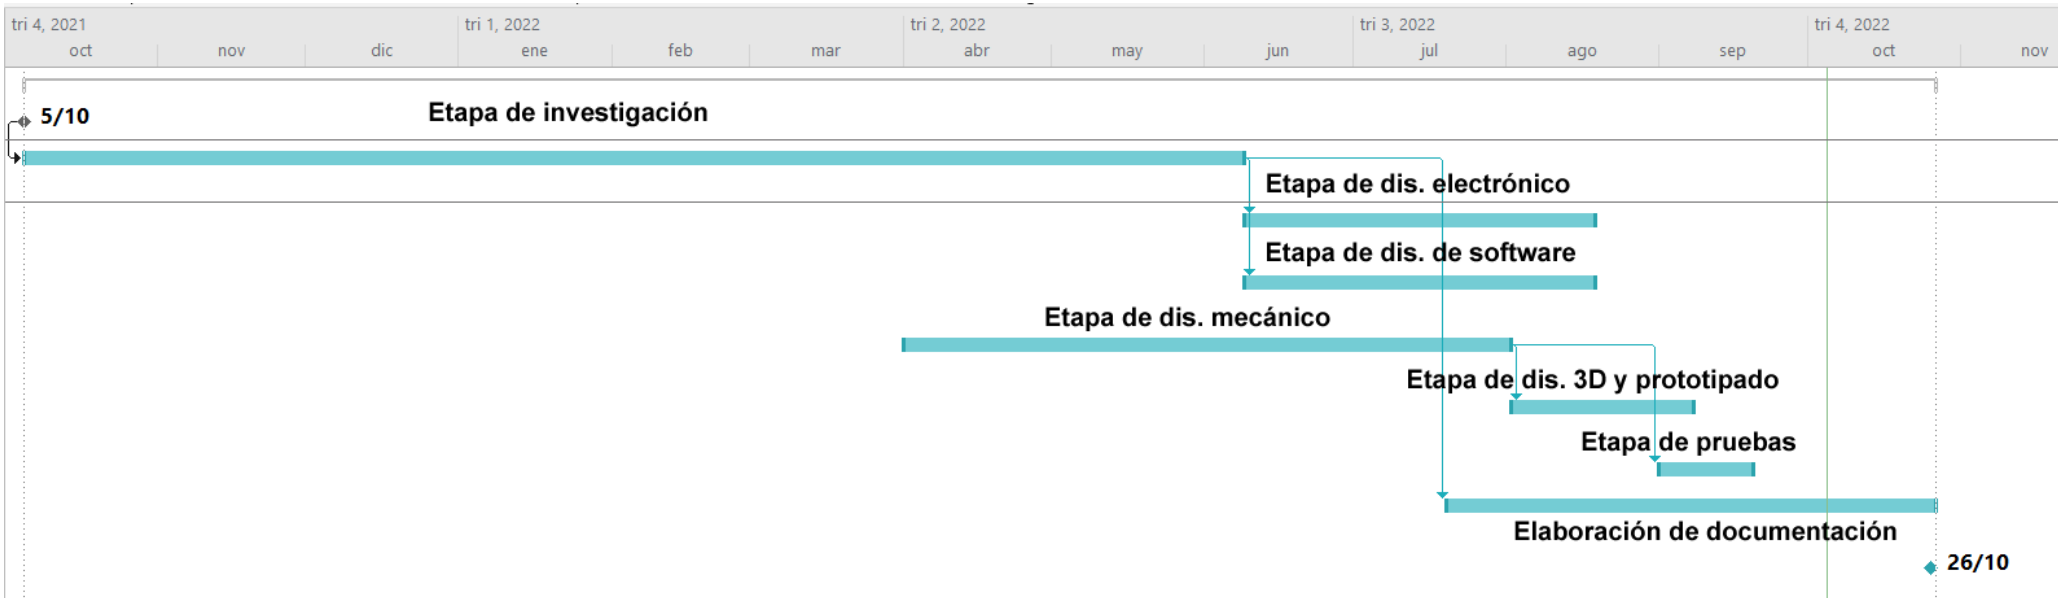 tri 4, 2021 tri 1, 2022 tri 2, 2022 tri 3, 2022 tri 4, 2022
oct nov dic ene feb mar abr may jun jul ago sep oct nov
5/10 Etapa de investigación
Etapa de dis. electrónico
Etapa de dis. de software
Etapa de dis. mecánico
Etapa de dis. 3D y prototipado
Etapa de pruebas
Elaboración de documentación
26/10